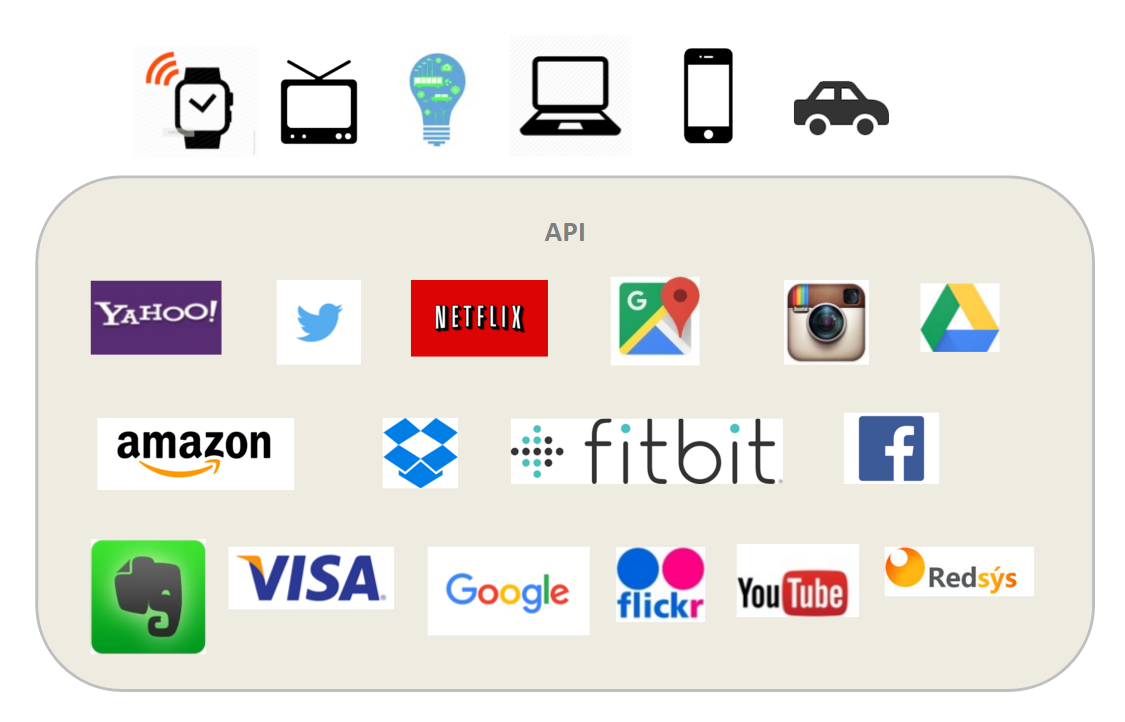 API
YAHOO!
NETFLIX
G
amazon
fitbit
f
VISA
Google
flickr
YouTube
Redsýs